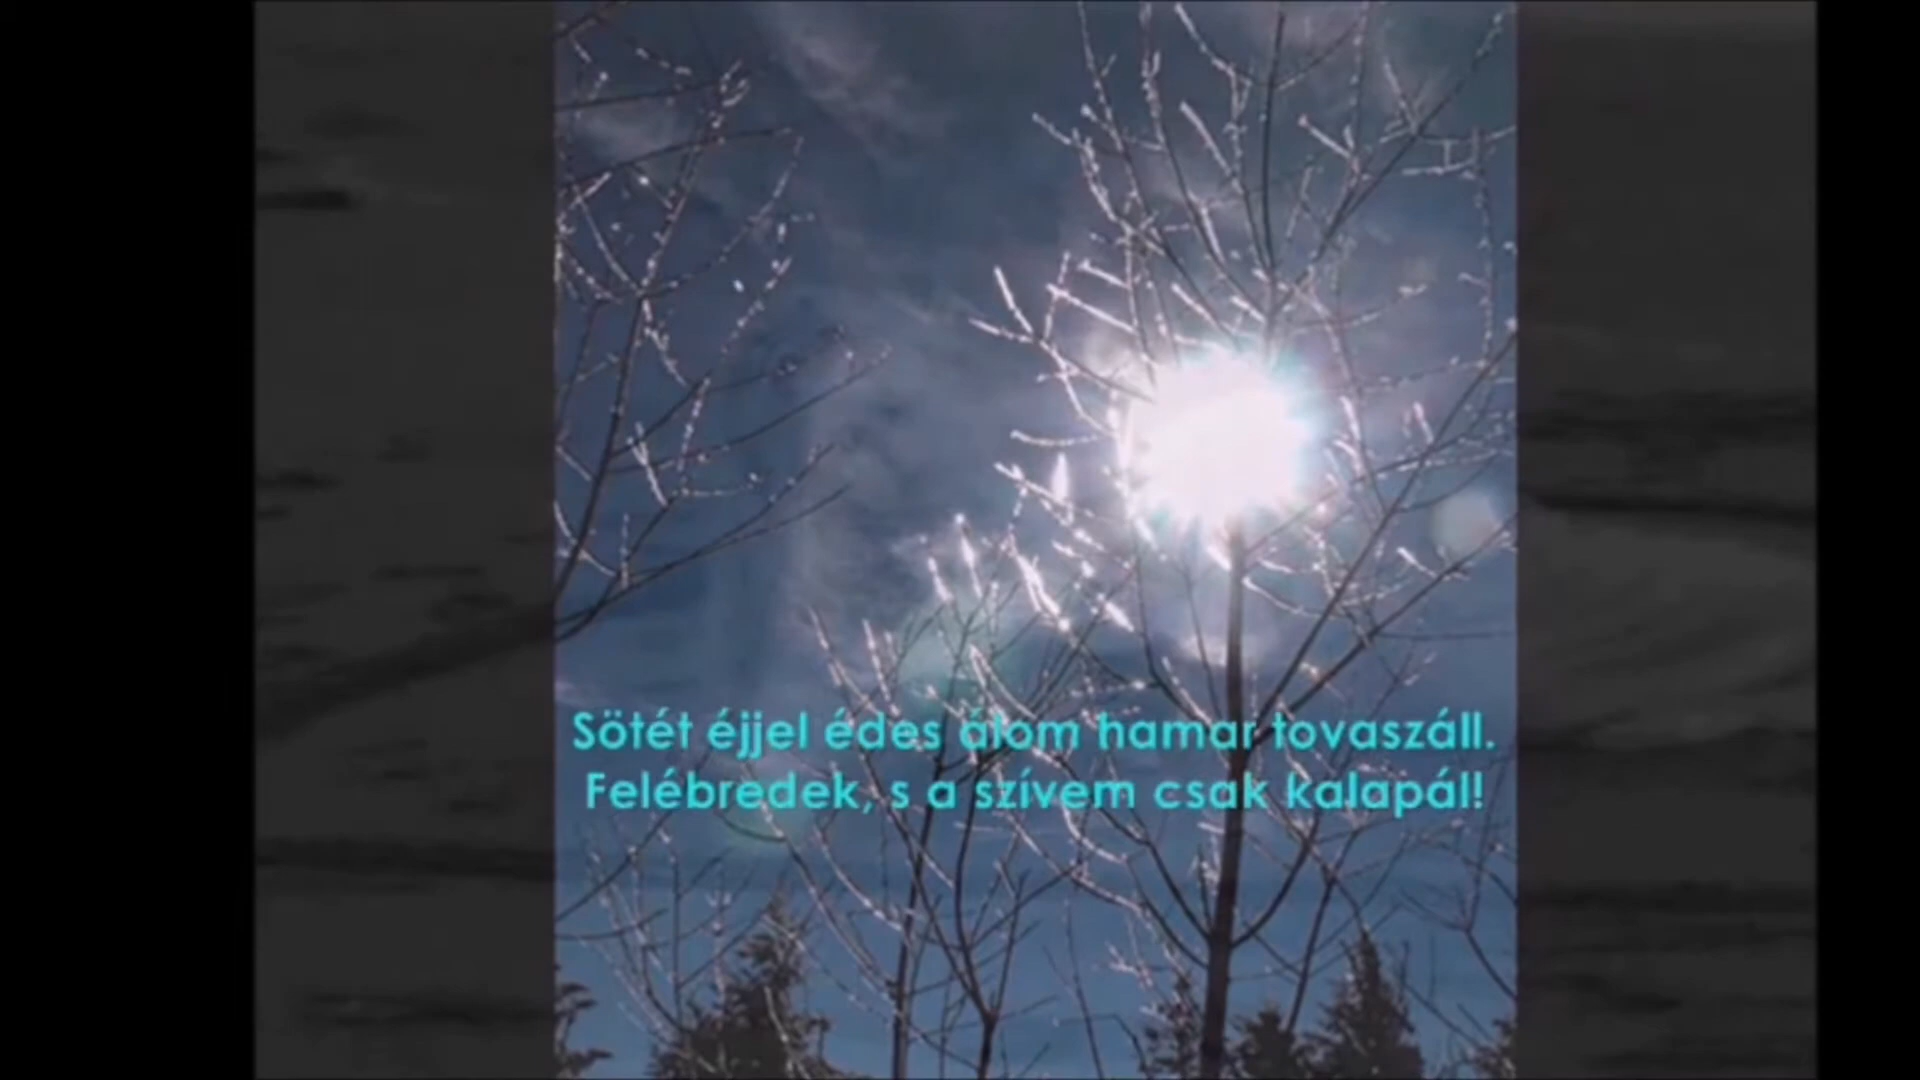 Sötét éjjel édes álom hamar tovaszáll.
Felébredek, s a szívem csak kalapál!